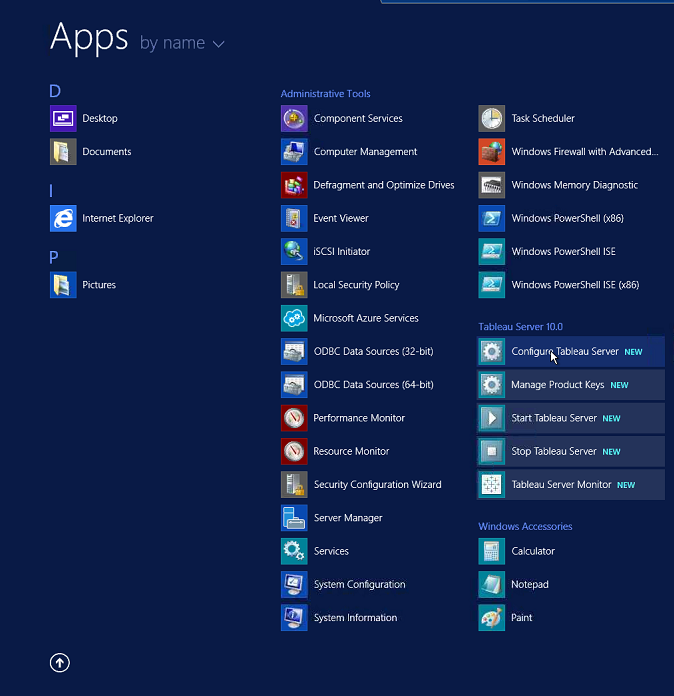 Apps by name
D
Desktop
Documents
I
Internet Explorer
P
Pictures
Administrative Tools
Component Services
Computer Management
Defragment and Optimize Drives
Event Viewer
iSCSI Initiator
Local Security Policy
Microsoft Azure Services
ODBC Data Sources (32-bit)
ODBC Data Sources (64-bit)
Performance Monitor
Resource Monitor
Security Configuration Wizard
Server Manager
Services
System Configuration
System Information
Task Scheduler
Windows Firewall with Advanced...
Windows Memory Diagnostic
Windows PowerShell (x86)
Windows PowerShell ISE
Windows PowerShell ISE (x86)
Tableau Server 10.0
Configure Tableau Server NEW
Manage Product Keys NEW
Start Tableau Server NEW
Stop Tableau Server NEW
Tableau Server Monitor NEW
Windows Accessories
Calculator
Notepad
Paint